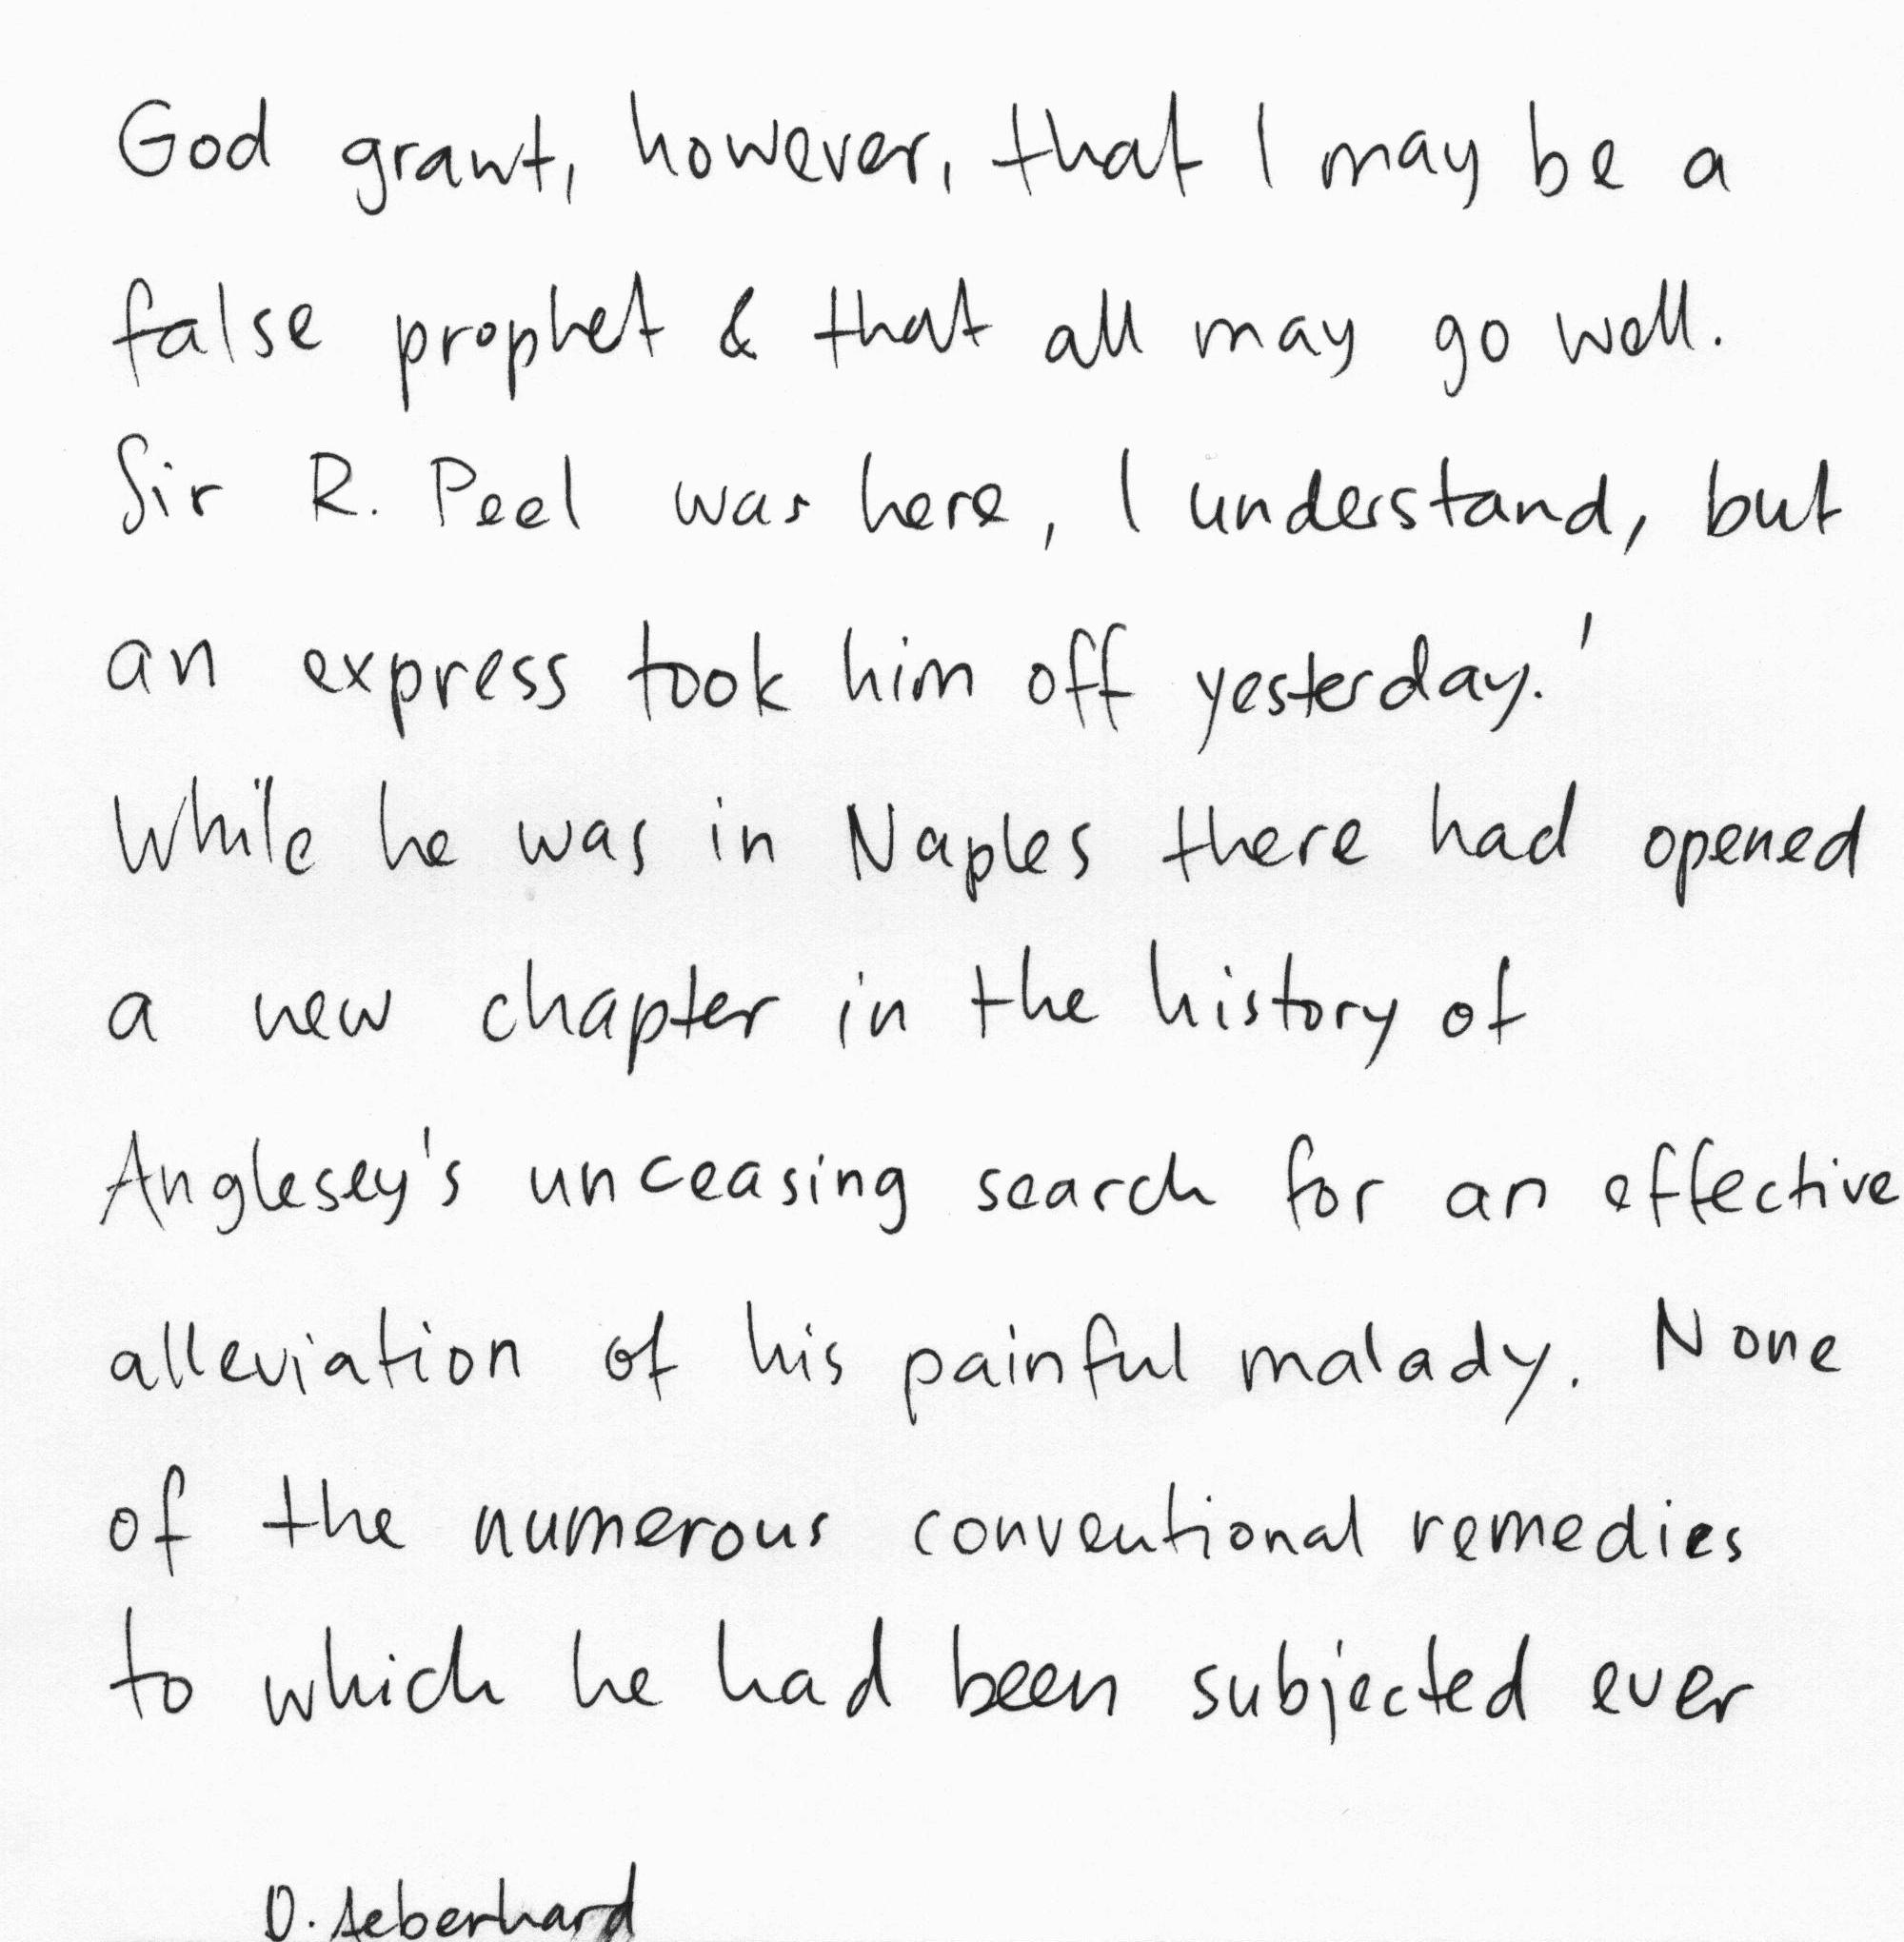 God grant, however, that I may be a
false prophet & that all may go well.
Sir R. Peel was here, I understand, but
an express took him off yesterday.'
While he was in Naples there had opened
a new chapter in the history of
Anglesey's unceasing search for an effective
alleviation of his painful malady. None
of the numerous conventional remedies
to which he had been subjected ever
D. Aeberhard